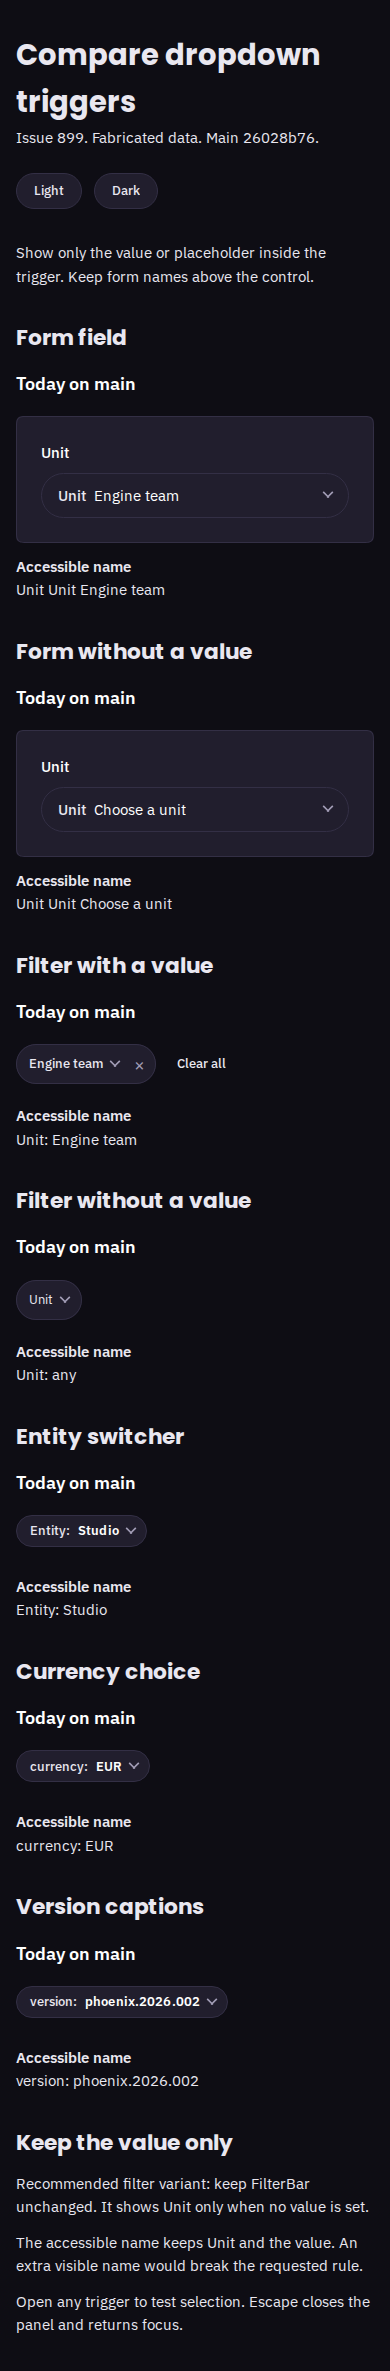 Compare dropdown
triggers
Issue 899. Fabricated data. Main 26028b76.
Light Dark
Show only the value or placeholder inside the
trigger. Keep form names above the control.
Form field
Today on main
Unit
Unit Engine team
Accessible name
Unit Unit Engine team
Form without a value
Today on main
Unit
Unit Choose a unit
Accessible name
Unit Unit Choose a unit
Filter with a value
Today on main
Engine team × Clear all
Accessible name
Unit: Engine team
Filter without a value
Today on main
Unit
Accessible name
Unit: any
Entity switcher
Today on main
Entity: Studio
Accessible name
Entity: Studio
Currency choice
Today on main
currency: EUR
Accessible name
currency: EUR
Version captions
Today on main
version: phoenix.2026.002
Accessible name
version: phoenix.2026.002
Keep the value only
Recommended filter variant: keep FilterBar
unchanged. It shows Unit only when no value is set.
The accessible name keeps Unit and the value. An
extra visible name would break the requested rule.
Open any trigger to test selection. Escape closes the
panel and returns focus.